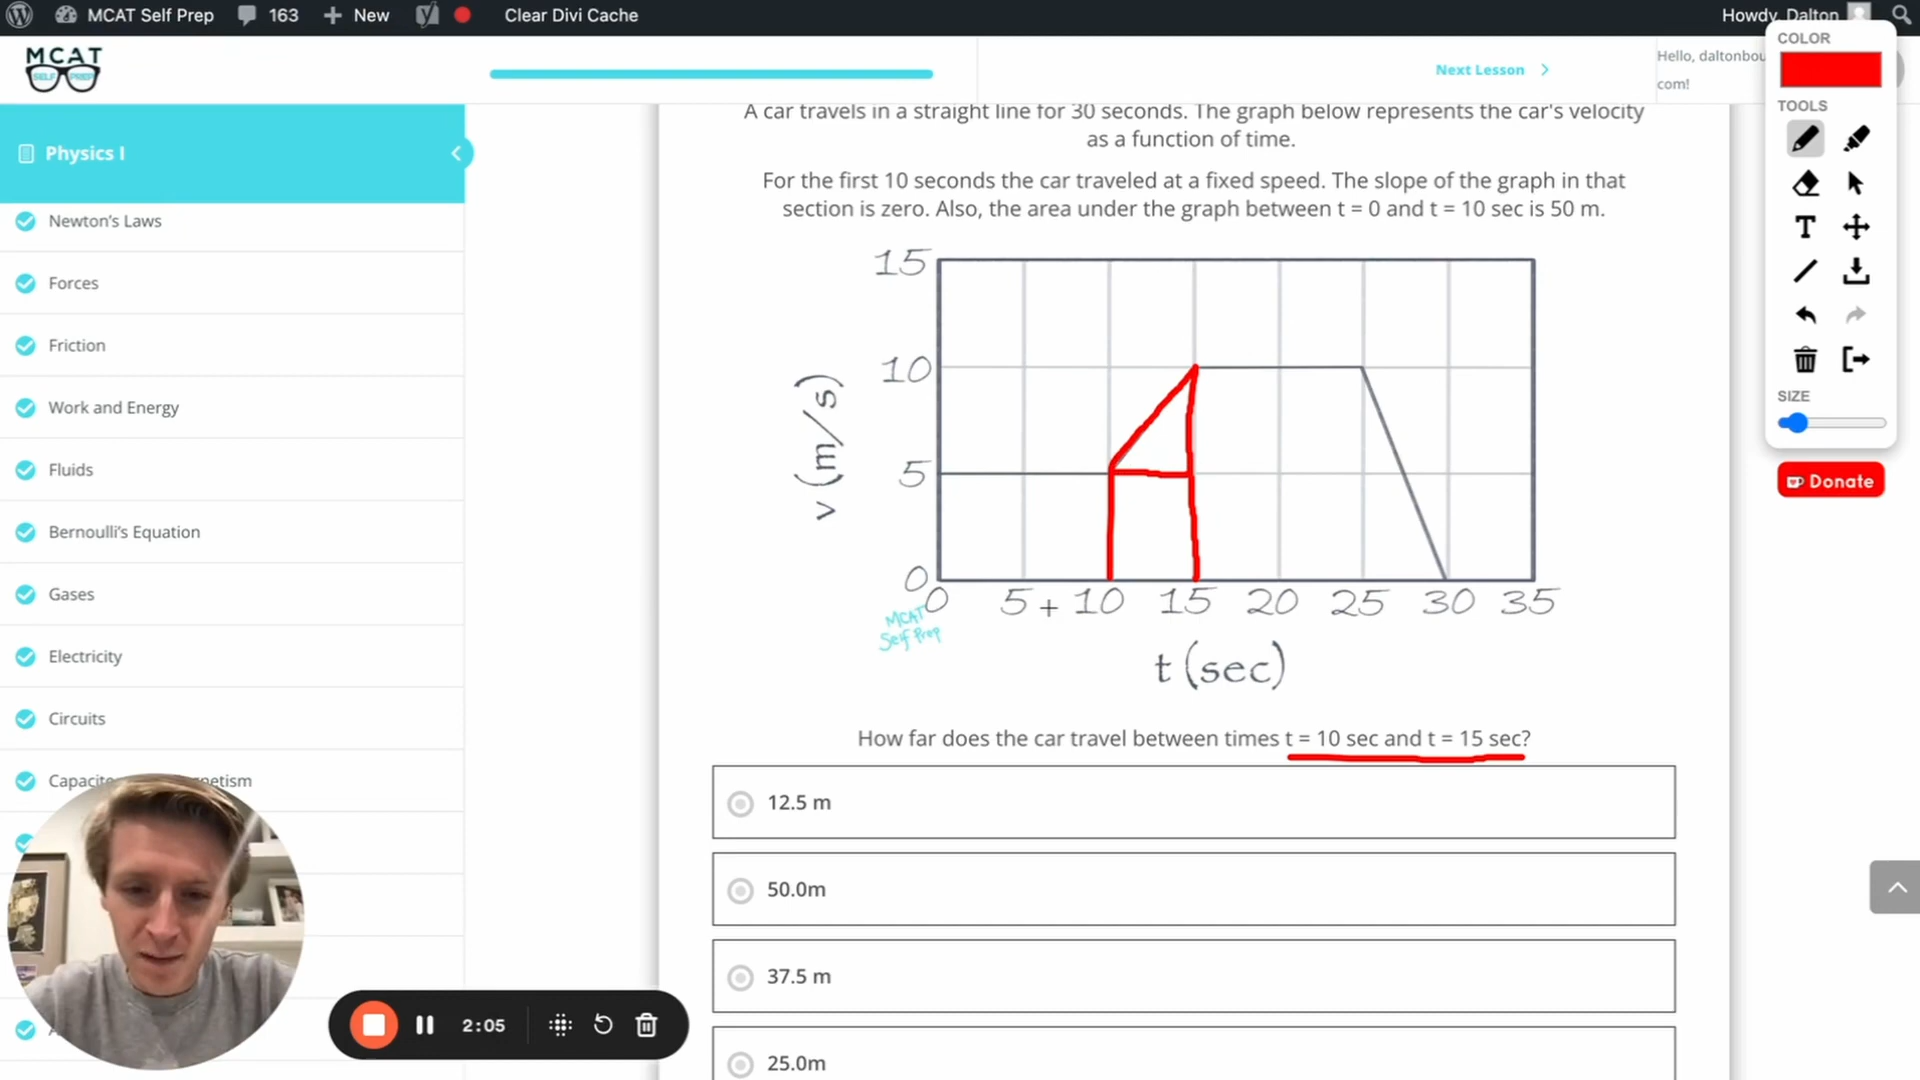 MCAT Self Prep
163
New
Clear Divi Cache
Howdy, Dalton
MCAT
SELF PREP
Next Lesson
Hello, daltonbou
com!
COLOR
TOOLS
SIZE
Donate
Physics I
Newton's Laws
Forces
Friction
Work and Energy
Fluids
Bernoulli's Equation
Gases
Electricity
Circuits
A car travels in a straight line for 30 seconds. The graph below represents the car's velocity
as a function of time.
For the first 10 seconds the car traveled at a fixed speed. The slope of the graph in that
section is zero. Also, the area under the graph between t = 0 and t = 10 sec is 50 m.
15
10
5
0
v (m/s)
0 5 + 10 15 20 25 30 35
MCAT
Self Prep
t (sec)
How far does the car travel between times t = 10 sec and t = 15 sec?
12.5 m
50.0m
37.5 m
25.0m
2:05